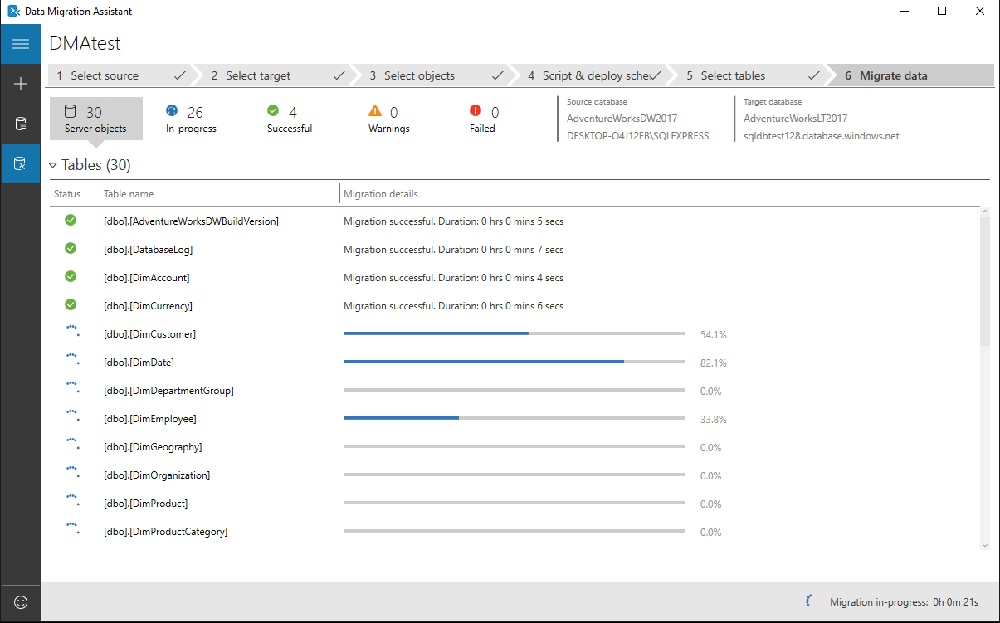 Data Migration Assistant
DMAtest
1 Select source
2 Select target
3 Select objects
4 Script & deploy sche
5 Select tables
6 Migrate data
30
Server objects
26
In-progress
4
Successful
0
Warnings
0
Failed
Source database
AdventureWorksDW2017
DESKTOP-O4J12EB\SQLEXPRESS
Target database
AdventureWorksLT2017
sqldbtest128.database.windows.net
Tables (30)
Status Table name Migration details
[dbo].[AdventureWorksDWBuildVersion] Migration successful. Duration: 0 hrs 0 mins 5 secs
[dbo].[DatabaseLog] Migration successful. Duration: 0 hrs 0 mins 7 secs
[dbo].[DimAccount] Migration successful. Duration: 0 hrs 0 mins 4 secs
[dbo].[DimCurrency] Migration successful. Duration: 0 hrs 0 mins 6 secs
[dbo].[DimCustomer] 54.1%
[dbo].[DimDate] 82.1%
[dbo].[DimDepartmentGroup] 0.0%
[dbo].[DimEmployee] 33.8%
[dbo].[DimGeography] 0.0%
[dbo].[DimOrganization] 0.0%
[dbo].[DimProduct] 0.0%
[dbo].[DimProductCategory] 0.0%
Migration in-progress: 0h 0m 21s